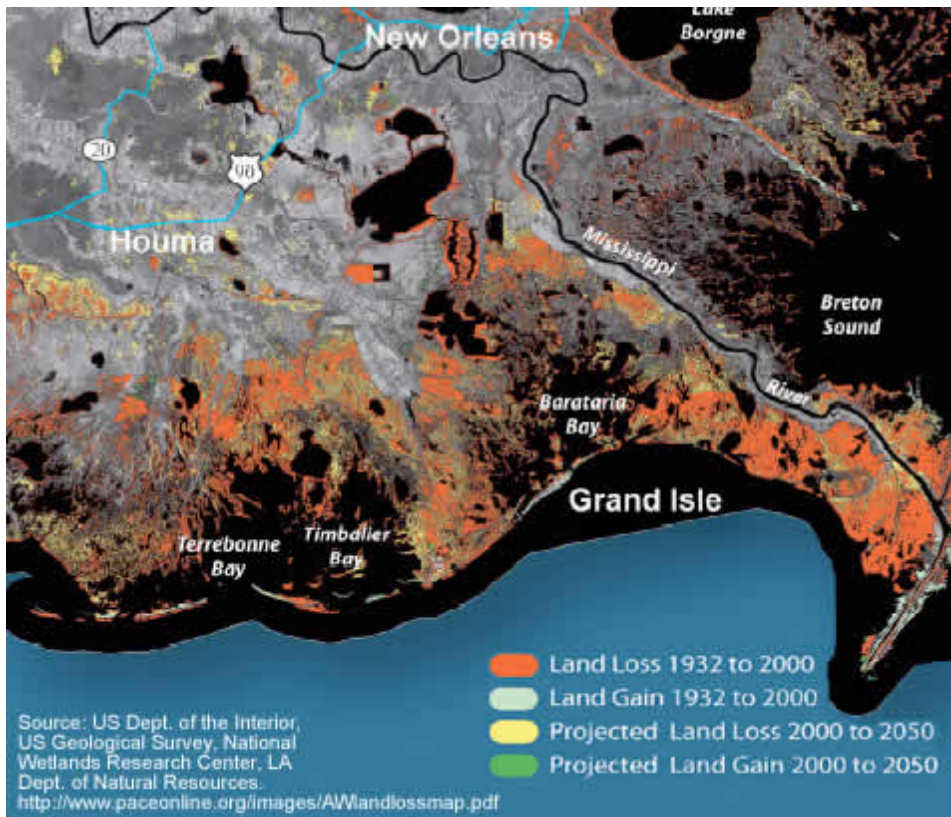 Lake
Borgne
New Orleans
20
90
Houma
Mississippi
River
Breton
Sound
Barataria
Bay
Grand Isle
Terrebonne
Bay
Timbalier
Bay
Land Loss 1932 to 2000
Land Gain 1932 to 2000
Projected Land Loss 2000 to 2050
Projected Land Gain 2000 to 2050
Source: US Dept. of the Interior,
US Geological Survey, National
Wetlands Research Center, LA
Dept. of Natural Resources.
http://www.paceonline.org/images/AWlandlossmap.pdf